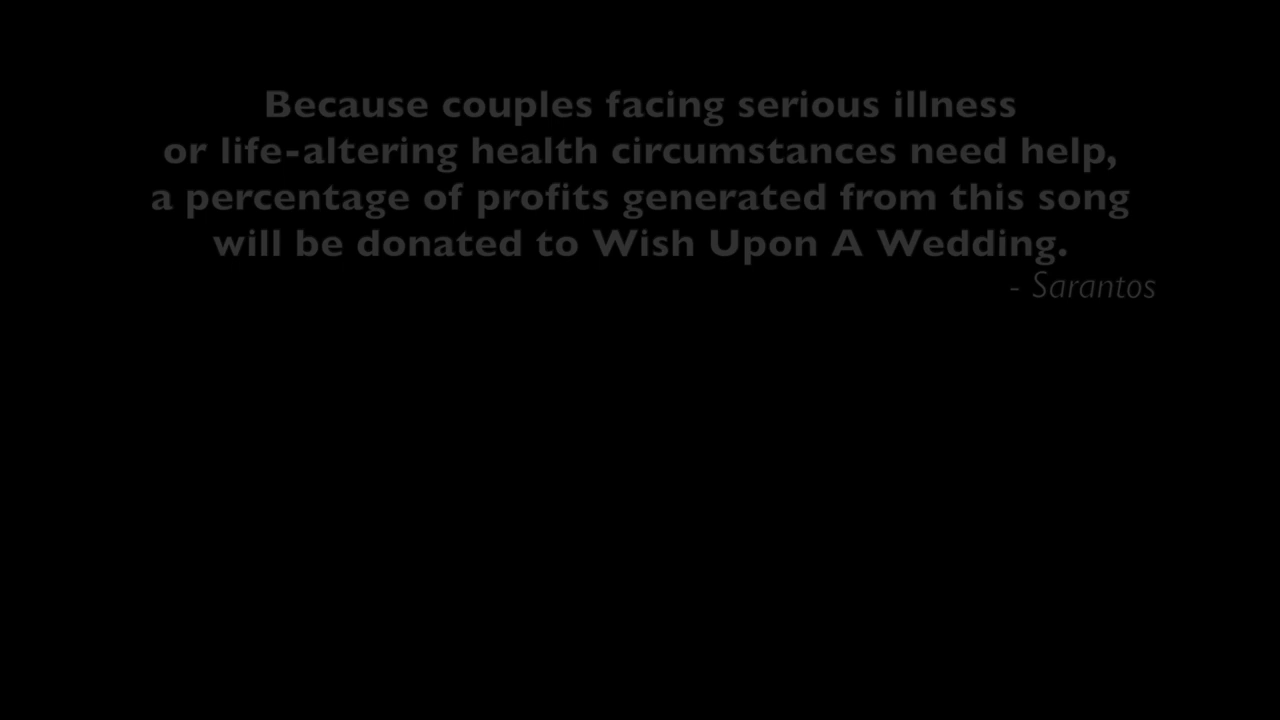 Because couples facing serious illness
or life-altering health circumstances need help,
a percentage of profits generated from this song
will be donated to Wish Upon A Wedding.
- Sarantos